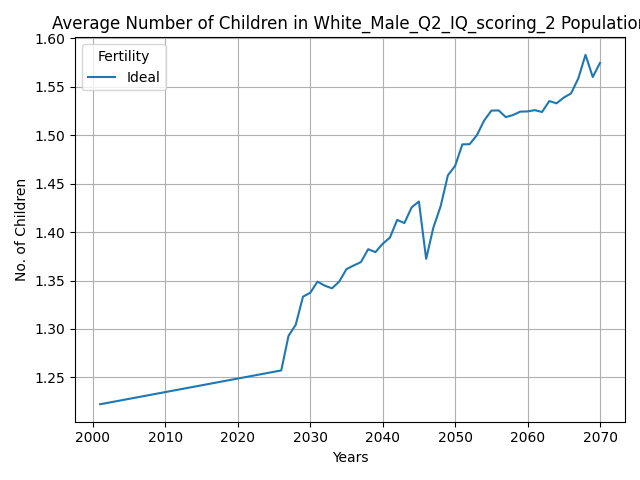 Average Number of Children in White_Male_Q2_IQ_scoring_2 Population
Fertility
Ideal
1.60
1.55
1.50
1.45
1.40
1.35
1.30
1.25
No. of Children
2000 2010 2020 2030 2040 2050 2060 2070
Years